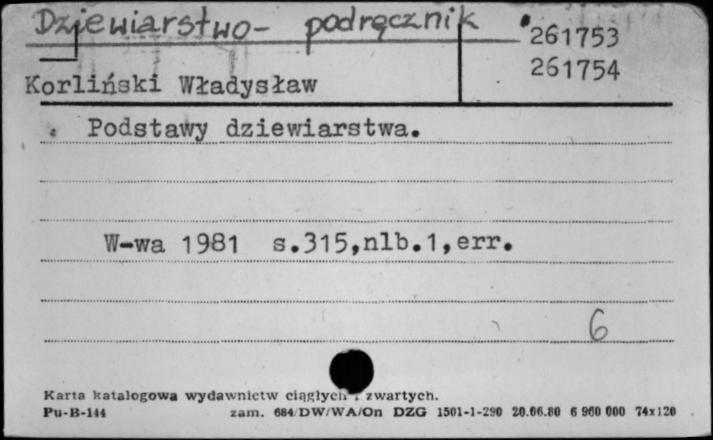 Dziewiarstwo- podręcznik
261753
261754
Korliński Władysław
Podstawy dziewiarstwa.
W-wa 1981 s.315,nlb.1,err.
6
Karta katalogowa wydawnictw ciągłych i zwartych.
Pu-B-144 zam. 684/DW/WA/On DZG 1501-1-290 20.06.80 6 960 000 74x120